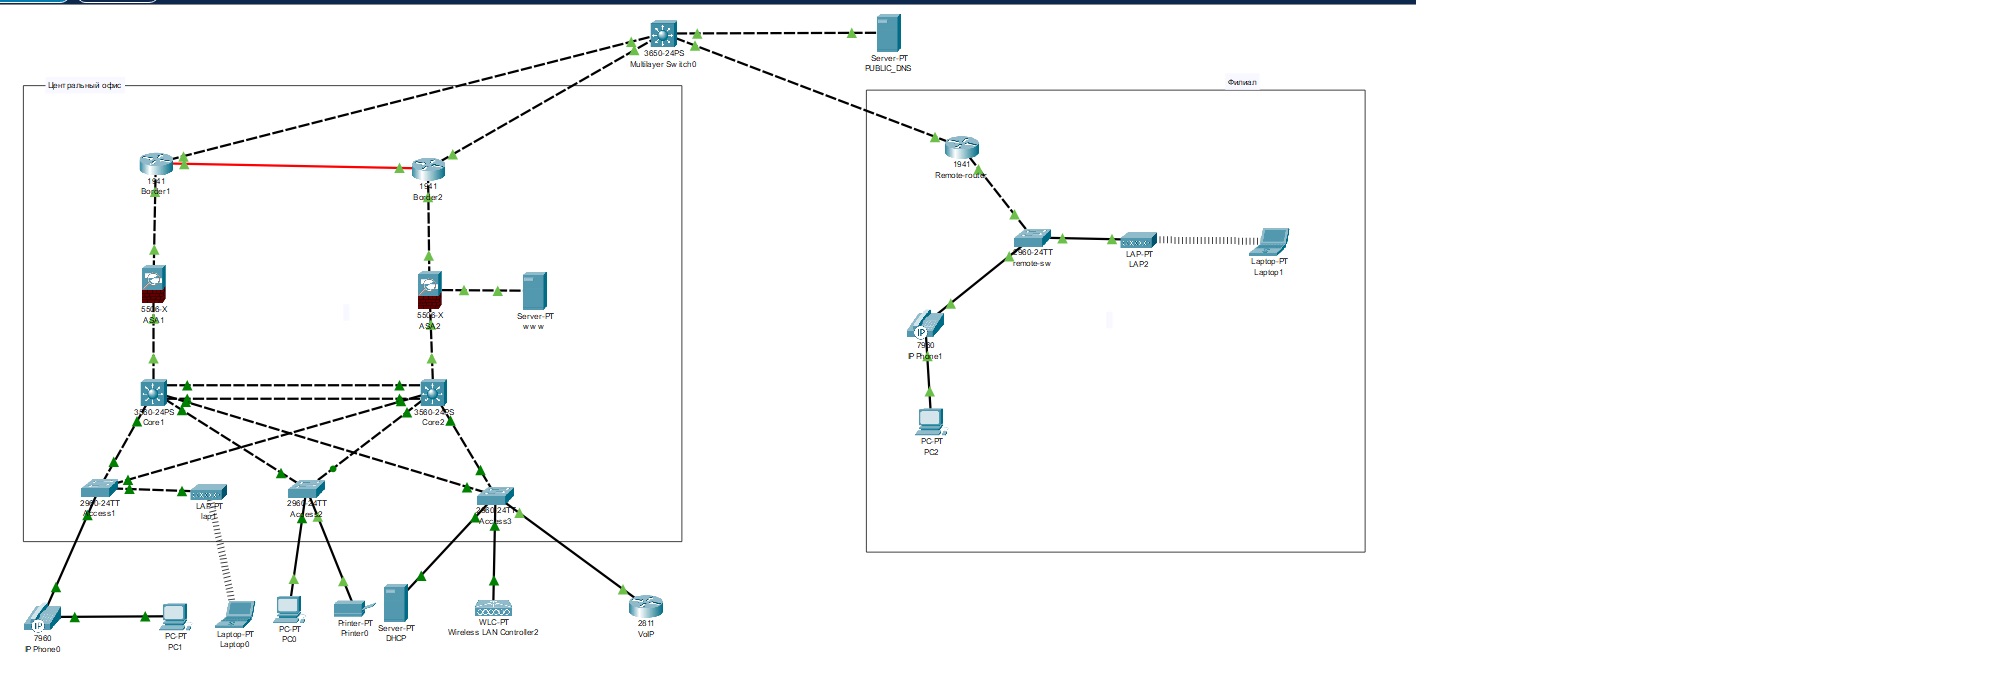 3650-24PS
Multilayer Switch0
Server-PT
PUBLIC_DNS
Центральный офис
Филиал
1941
Border1
1941
Border2
1941
Remote-router
5506-X
ASA1
5506-X
ASA2
Server-PT
www
2960-24TT
remote-sw
LAP-PT
LAP2
Laptop-PT
Laptop1
IP
7960
IP Phone1
PC-PT
PC2
3560-24PS
Core1
3560-24PS
Core2
2960-24TT
Access1
LAP-PT
lap1
2960-24TT
Access2
2960-24TT
Access3
IP
7960
IP Phone0
PC-PT
PC1
Laptop-PT
Laptop0
PC-PT
PC0
Printer-PT
Printer0
Server-PT
DHCP
WLC-PT
Wireless LAN Controller2
2811
VoIP